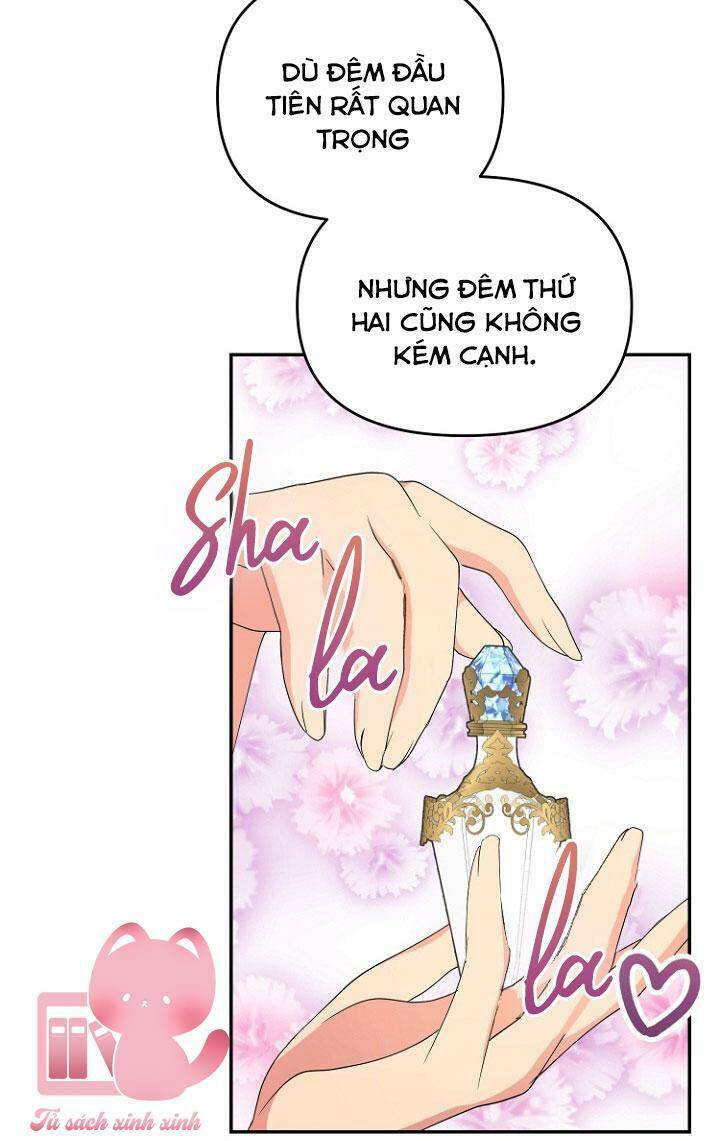 DÙ ĐÊM ĐẦU
TIÊN RẤT QUAN
TRỌNG
NHƯNG ĐÊM THỨ
HAI CŨNG KHÔNG
KÉM CẠNH.
Sha
la
la
Tủ sách xinh xinh